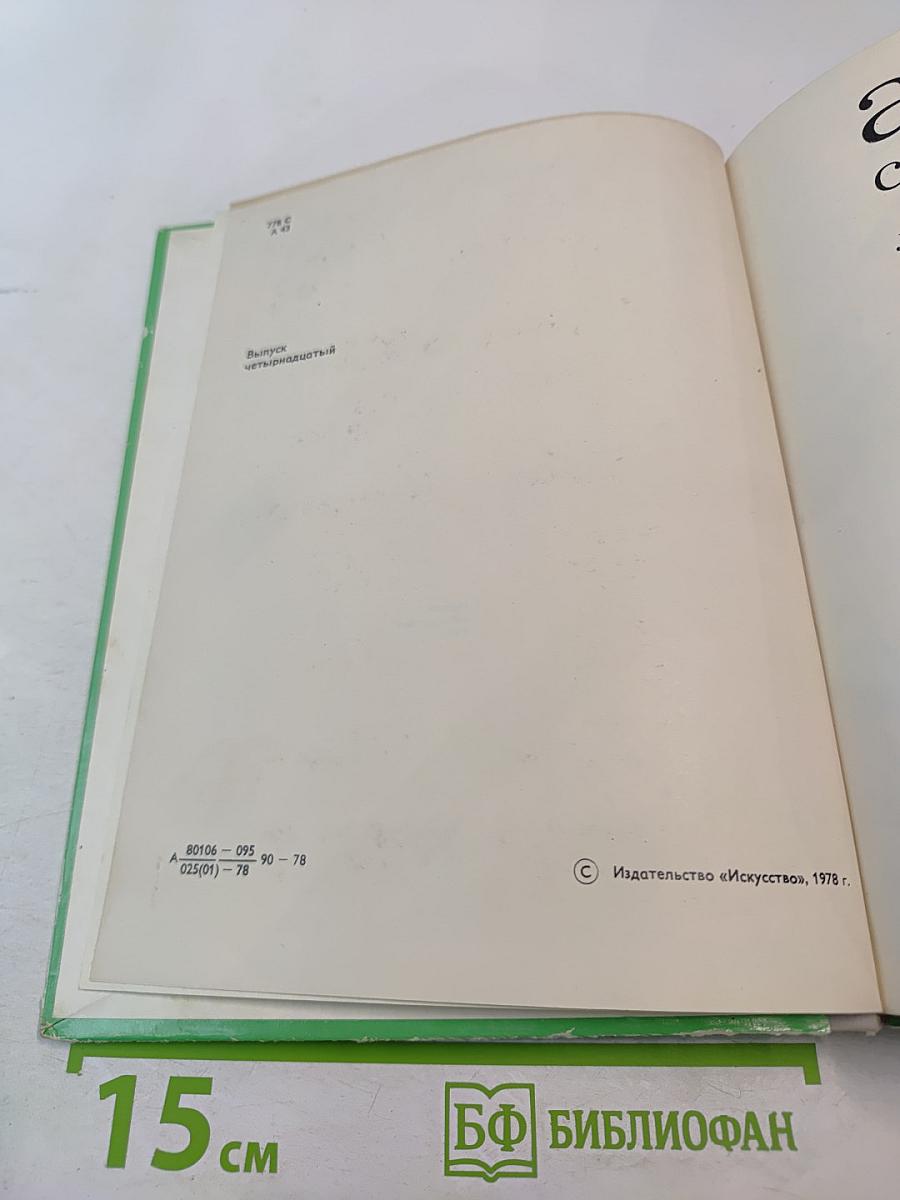 778 С
А 43
Выпуск
четырнадцатый
А 80106 — 095 90 — 78
025(01) — 78
© Издательство «Искусство», 1978 г.
15 см
БФ БИБЛИОФАН